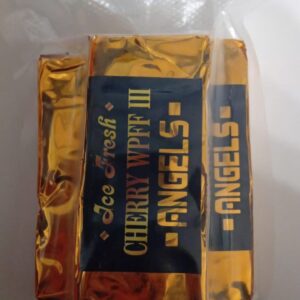 ♦ Ice Fresh ♦
CHERRY WPFF III
▪ ANGELS ▪
▪ ANGELS ▪